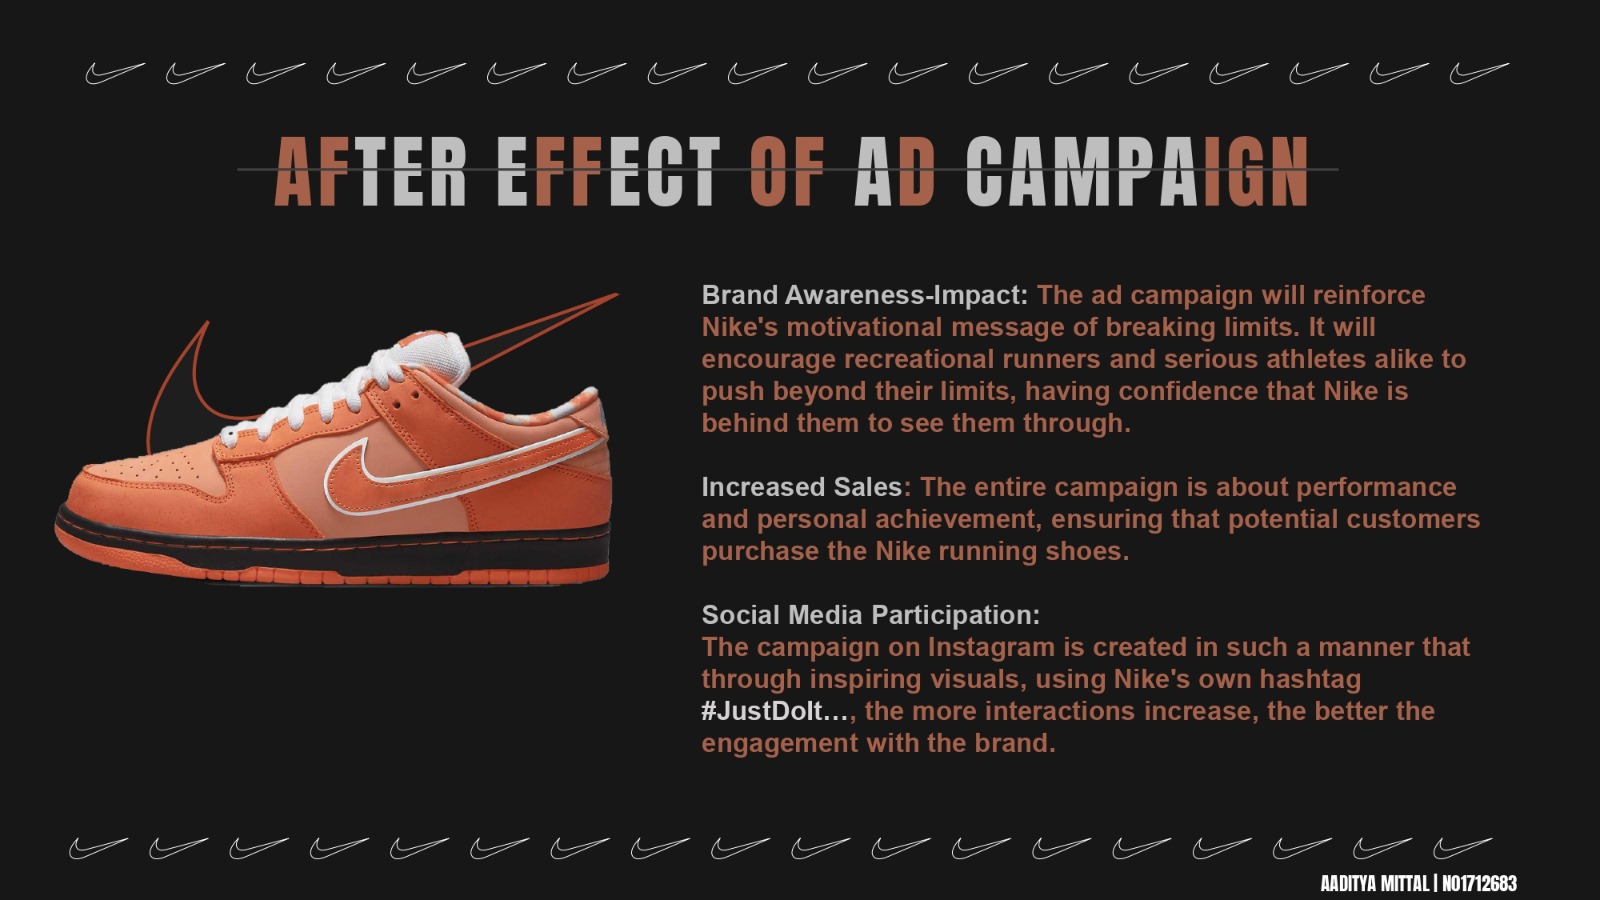 AFTER EFFECT OF AD CAMPAIGN
Brand Awareness-Impact: The ad campaign will reinforce
Nike's motivational message of breaking limits. It will
encourage recreational runners and serious athletes alike to
push beyond their limits, having confidence that Nike is
behind them to see them through.
Increased Sales: The entire campaign is about performance
and personal achievement, ensuring that potential customers
purchase the Nike running shoes.
Social Media Participation:
The campaign on Instagram is created in such a manner that
through inspiring visuals, using Nike's own hashtag
#JustDoIt…, the more interactions increase, the better the
engagement with the brand.
AADITYA MITTAL | N01712683